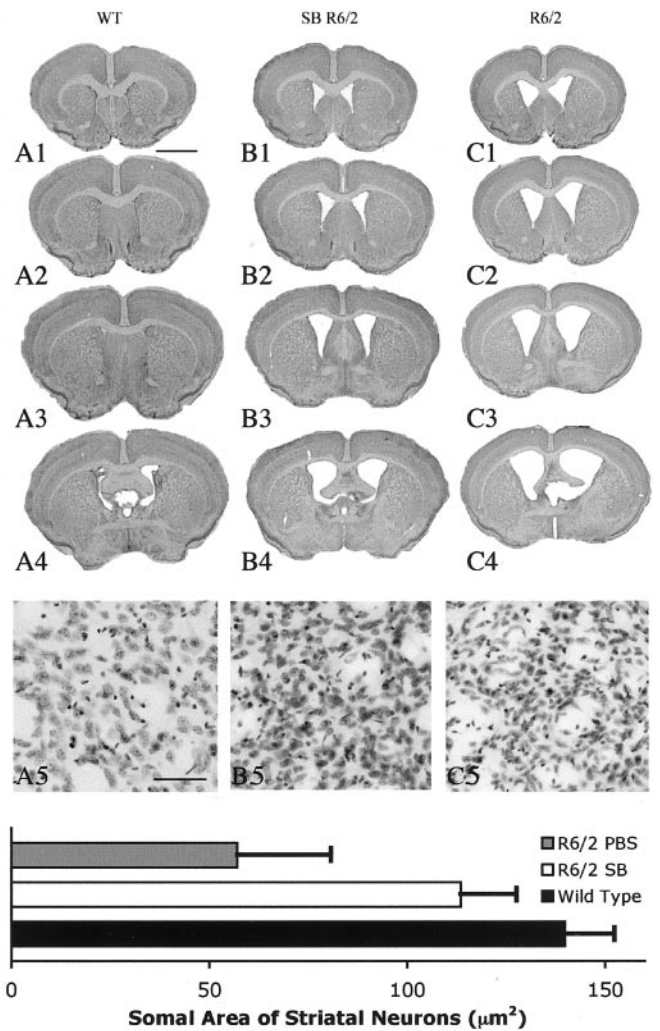 WT SB R6/2 R6/2
A1 B1 C1
A2 B2 C2
A3 B3 C3
A4 B4 C4
A5 B5 C5
R6/2 PBS
R6/2 SB
Wild Type
0 50 100 150
Somal Area of Striatal Neurons (μm²)